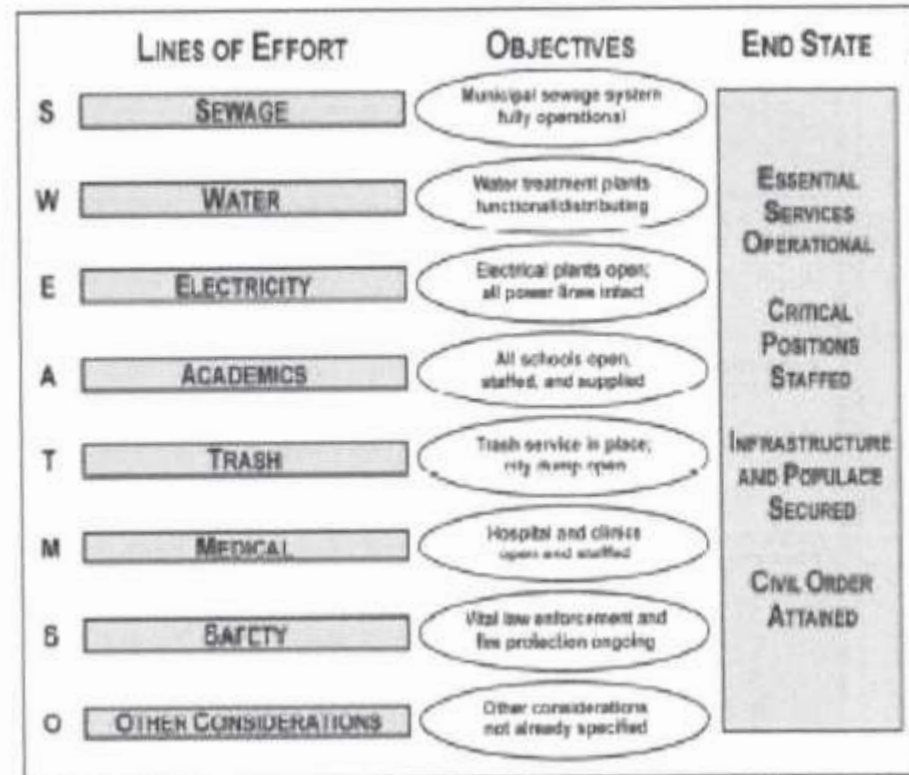 LINES OF EFFORT
OBJECTIVES
END STATE
S
SEWAGE
Municipal sewage system
fully operational
W
WATER
Water treatment plants
functional/distributing
E
ELECTRICITY
Electrical plants open;
all power lines intact
A
ACADEMICS
All schools open,
staffed, and supplied
T
TRASH
Trash service in place;
city dump open
M
MEDICAL
Hospital and clinics
open and staffed
S
SAFETY
Vital law enforcement and
fire protection ongoing
O
OTHER CONSIDERATIONS
Other considerations
not already specified
ESSENTIAL
SERVICES
OPERATIONAL
CRITICAL
POSITIONS
STAFFED
INFRASTRUCTURE
AND POPULACE
SECURED
CIVIL ORDER
ATTAINED